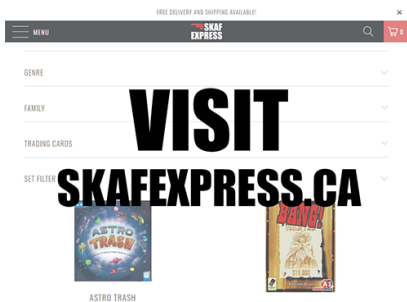 FREE DELIVERY AND SHIPPING AVAILABLE!
MENU
SKAF
EXPRESS
0
GENRE
FAMILY
TRADING CARDS
SET FILTER
VISIT
SKAFEXPRESS.CA
ASTRO
TRASH
BANG!
ASTRO TRASH